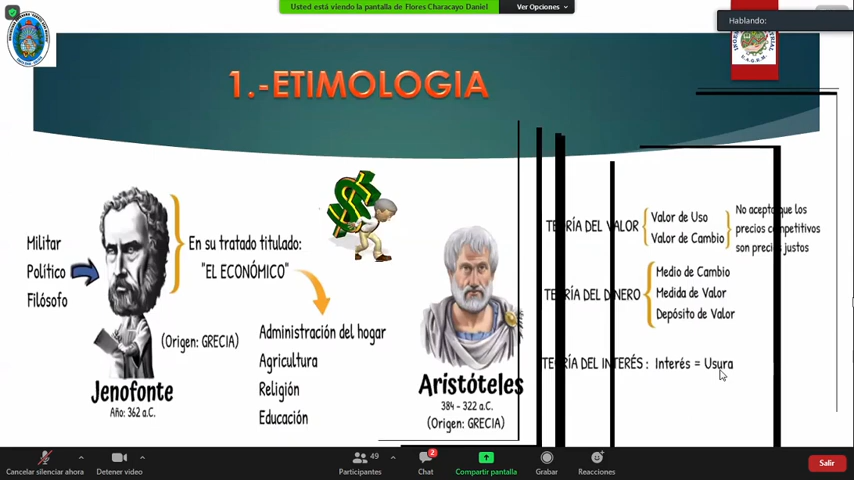 Usted está viendo la pantalla de Flores Characayo Daniel
Ver Opciones
Hablando:
1.-ETIMOLOGIA
Militar
Político
Filósofo
En su tratado titulado:
"EL ECONÓMICO"
(Origen: GRECIA)
Jenofonte
Año: 362 a.C.
Administración del hogar
Agricultura
Religión
Educación
Aristóteles
384 - 322 a.C.
(Origen: GRECIA)
TEORÍA DEL VALOR
Valor de Uso
Valor de Cambio
No acepta que los
precios competitivos
son precios justos
TEORÍA DEL DINERO
Medio de Cambio
Medida de Valor
Depósito de Valor
TEORÍA DEL INTERÉS : Interés = Usura
U.A.G.R.M.
Cancelar silenciar ahora
Detener video
49
Participantes
2
Chat
Compartir pantalla
Grabar
Reacciones
Salir